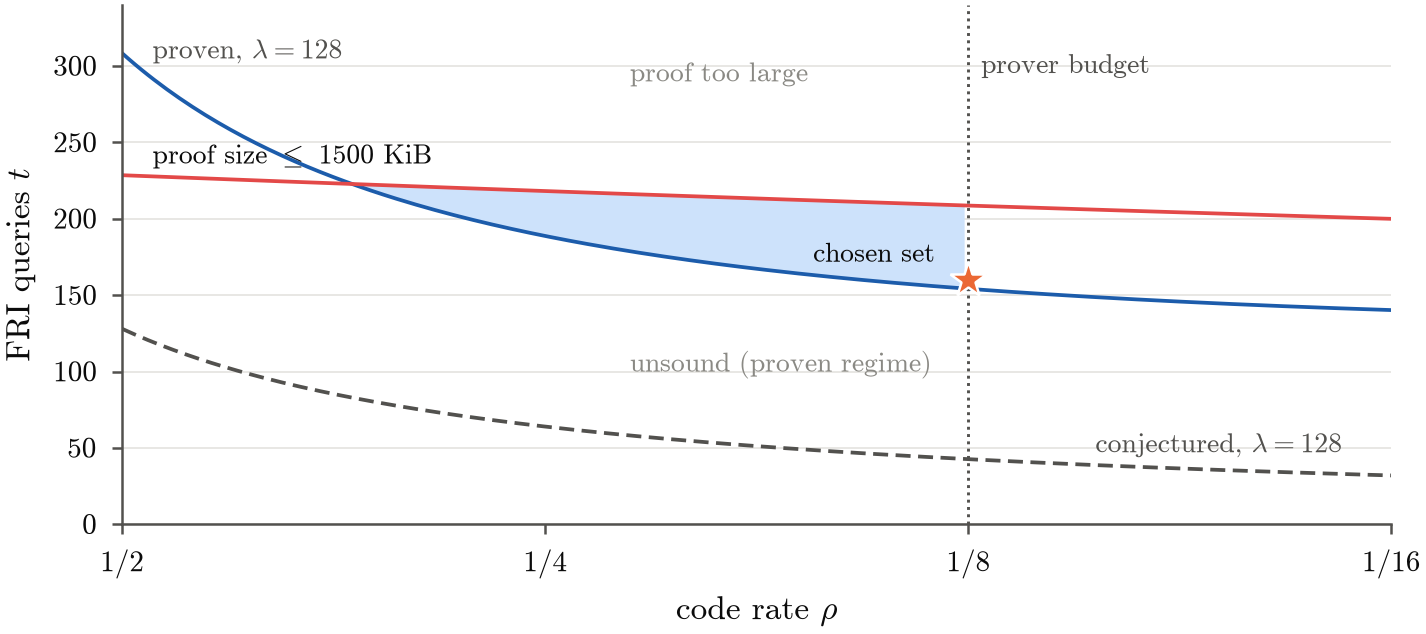 proven, λ = 128
proof too large
prover budget
300
proof size ≤ 1500 KiB
250
200
chosen set
150
unsound (proven regime)
100
conjectured, λ = 128
50
0
FRI queries t
1/2
1/4
1/8
1/16
code rate ρ